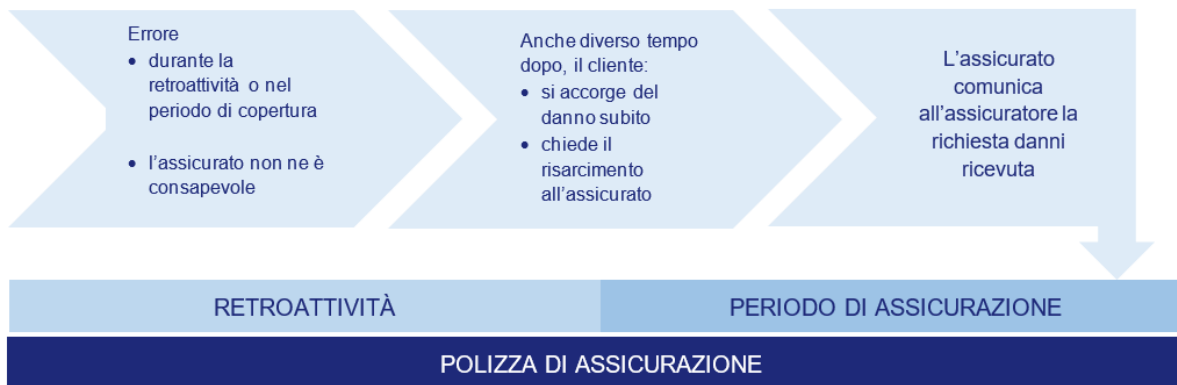 Errore
• durante la
retroattività o nel
periodo di copertura
• l'assicurato non ne è
consapevole
Anche diverso tempo
dopo, il cliente:
• si accorge del
danno subito
• chiede il
risarcimento
all'assicurato
L'assicurato
comunica
all'assicuratore la
richiesta danni
ricevuta
RETROATTIVITÀ
PERIODO DI ASSICURAZIONE
POLIZZA DI ASSICURAZIONE